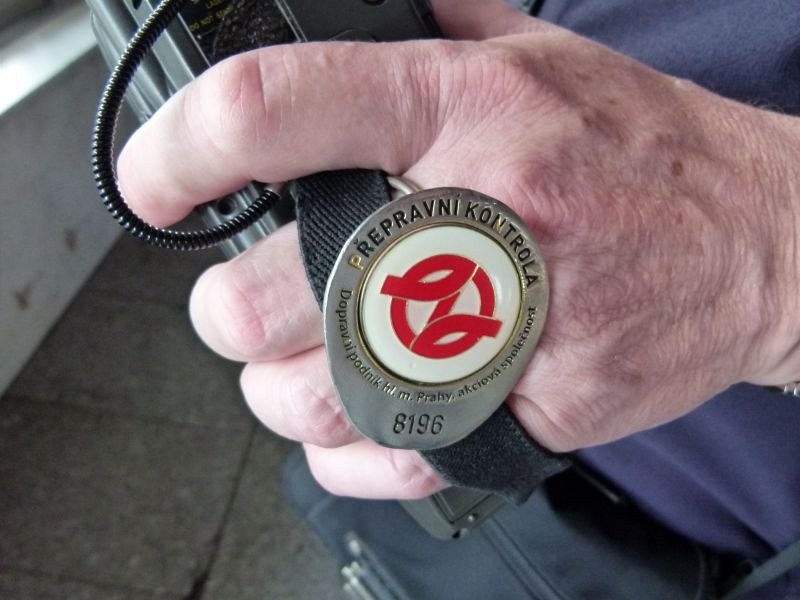 PŘEPRAVNÍ KONTROLA
Dopravní podnik hl. m. Prahy, akciová společnost
8196